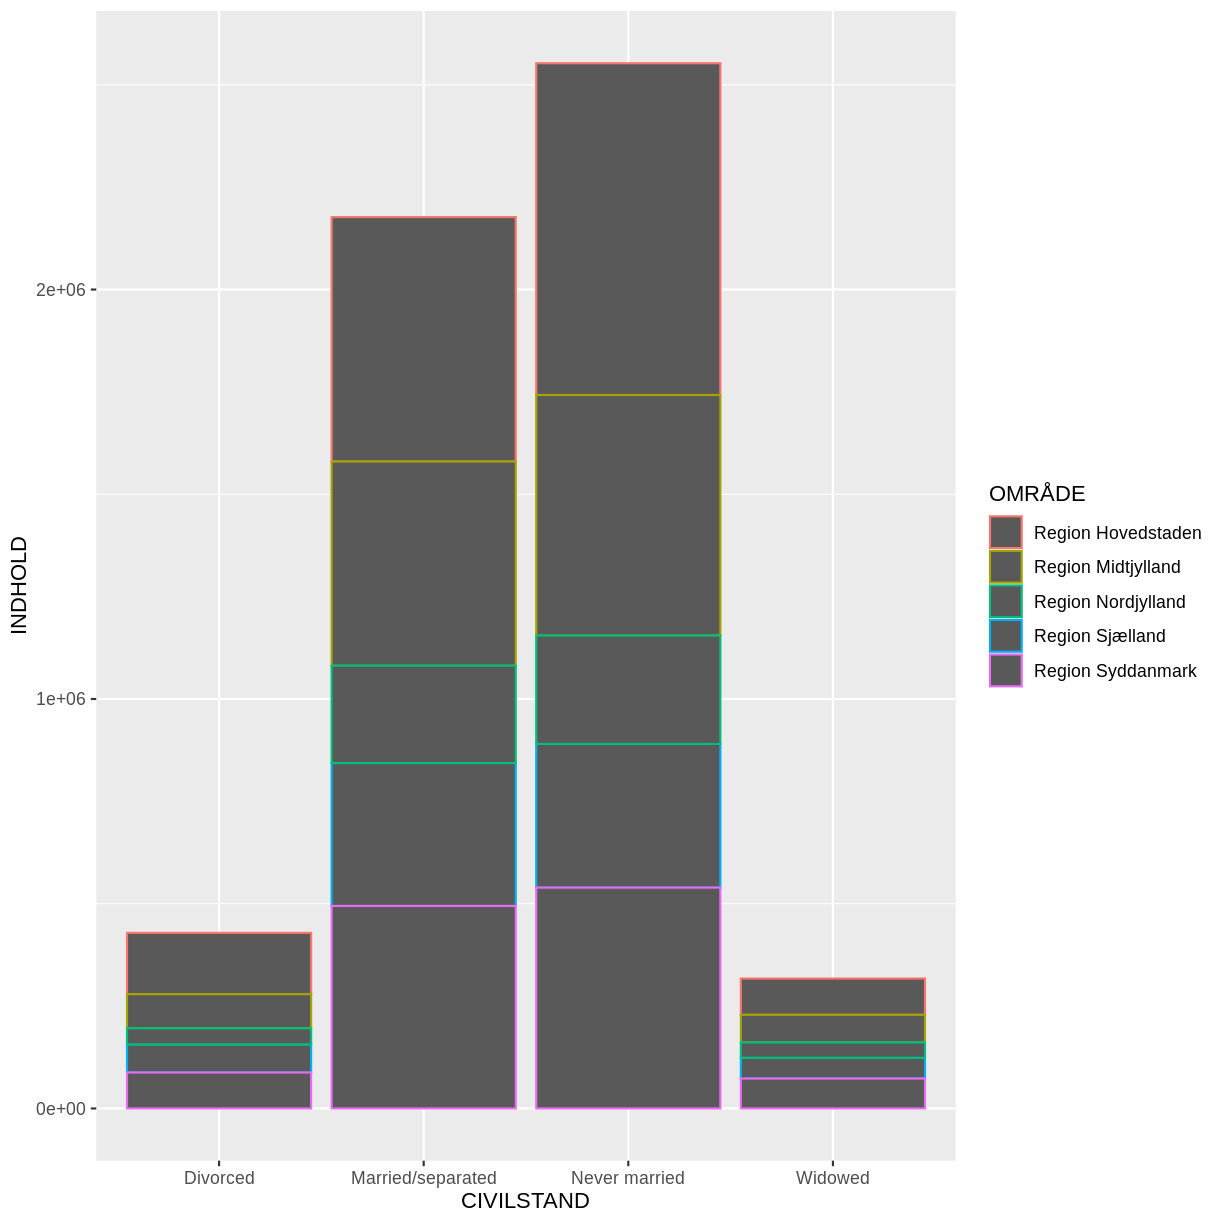 INDHOLD
2e+06
1e+06
0e+00
Divorced
Married/separated
Never married
Widowed
CIVILSTAND
OMRÅDE
Region Hovedstaden
Region Midtjylland
Region Nordjylland
Region Sjælland
Region Syddanmark